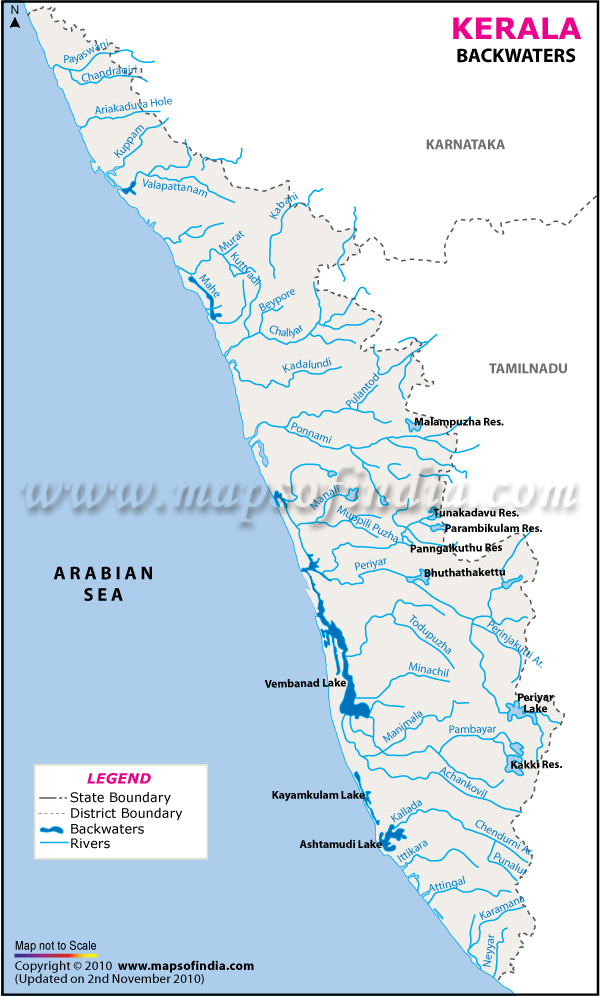 N
KERALA
BACKWATERS
Payaswani
Chandragiri
Ariakaduva Hole
Kuppam
KARNATAKA
Valapattanam
Kabani
Murat
Kuttyadi
Mahe
Beypore
Chaliyar
Kadalundi
TAMILNADU
Pulantod
Malampuzha Res.
Ponnami
www.mapsofindia.com
Manali
Tunakadavu Res.
Muppili Puzha
Parambikulam Res.
Panngalkuthu Res
Periyar
Bhuthathakettu
ARABIAN
SEA
Todupuzha
Perinjakutti Ar.
Minachil
Vembanad Lake
Periyar
Lake
Manimala
Pambayar
Kakki Res.
Achankovil
LEGEND
State Boundary
District Boundary
Backwaters
Rivers
Kayamkulam Lake
Kallada
Chendurni Ar.
Ashtamudi Lake
Ittikara
Punalur
Attingal
Karamana
Neyyar
Map not to Scale
Copyright © 2010 www.mapsofindia.com
(Updated on 2nd November 2010)